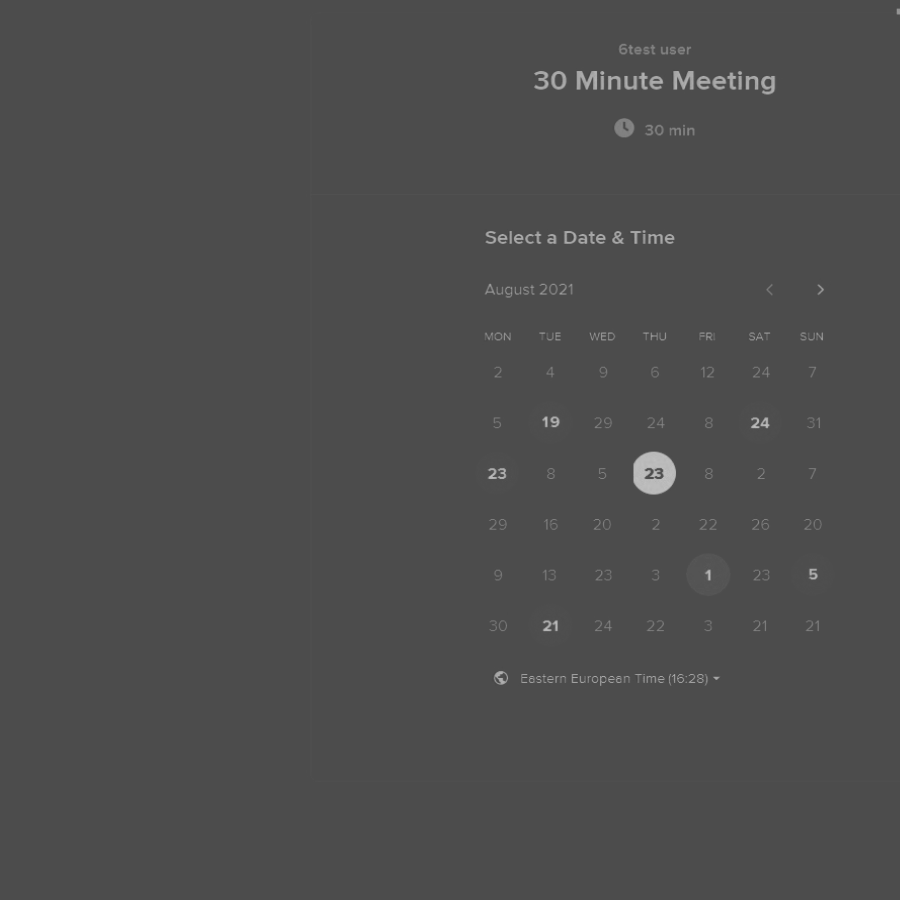 6test user
30 Minute Meeting
30 min
Select a Date & Time
August 2021
MON TUE WED THU FRI SAT SUN
2 4 9 6 12 24 7
5 19 29 24 8 24 31
23 8 5 23 8 2 7
29 16 20 2 22 26 20
9 13 23 3 1 23 5
30 21 24 22 3 21 21
Eastern European Time (16:28)